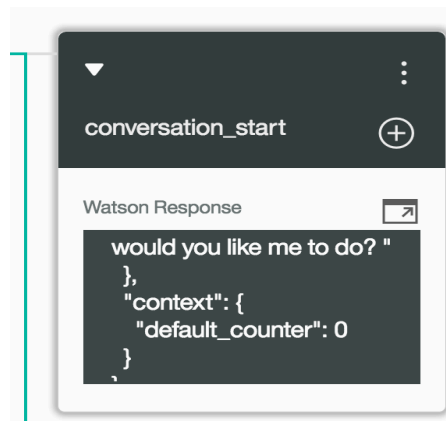 conversation_start
Watson Response
would you like me to do? "
},
"context": {
"default_counter": 0
}